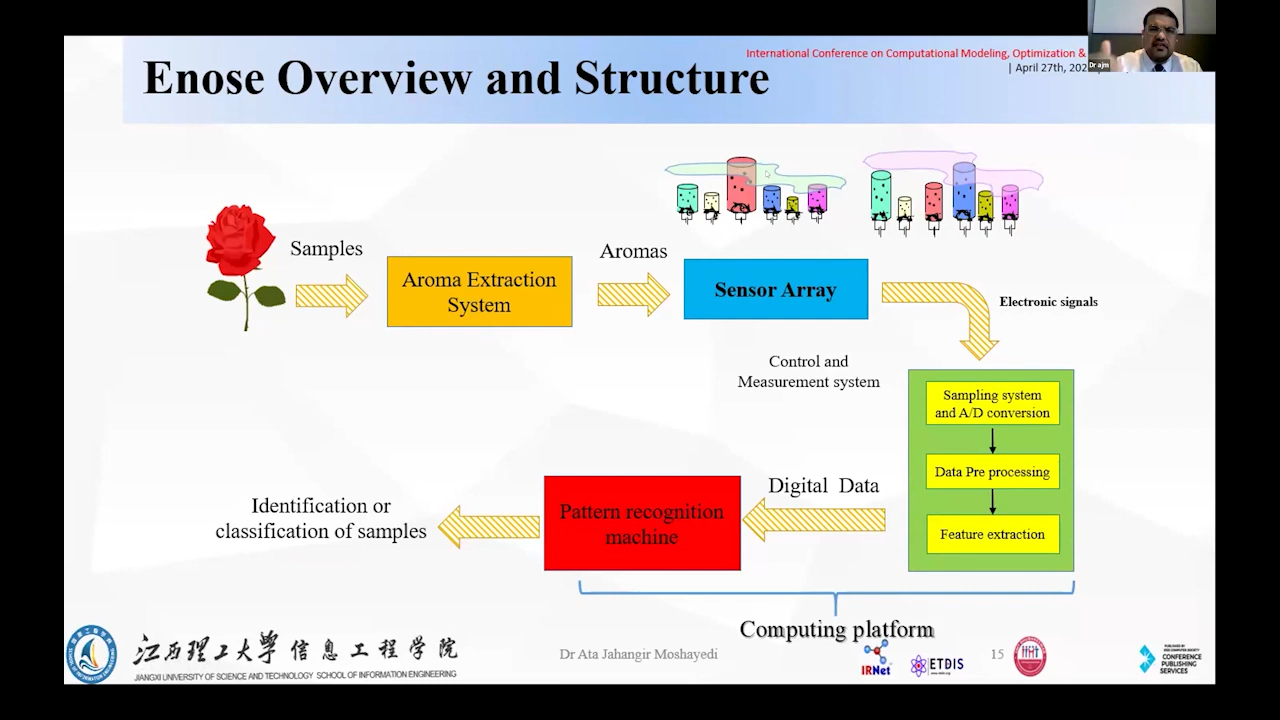 International Conference on Computational Modeling, Optimization &
| April 27th, 202
Dr ajm
Enose Overview and Structure
Samples
Aroma Extraction
System
Aromas
Sensor Array
Electronic signals
Control and
Measurement system
Sampling system
and A/D conversion
Data Pre processing
Feature extraction
Digital Data
Pattern recognition
machine
Identification or
classification of samples
Computing platform
江西理工大学信息工程学院
JIANGXI UNIVERSITY OF SCIENCE AND TECHNOLOGY SCHOOL OF INFORMATION ENGINEERING
Dr Ata Jahangir Moshayedi
IRNet
ETDIS
15
CONFERENCE
PUBLISHING
SERVICES